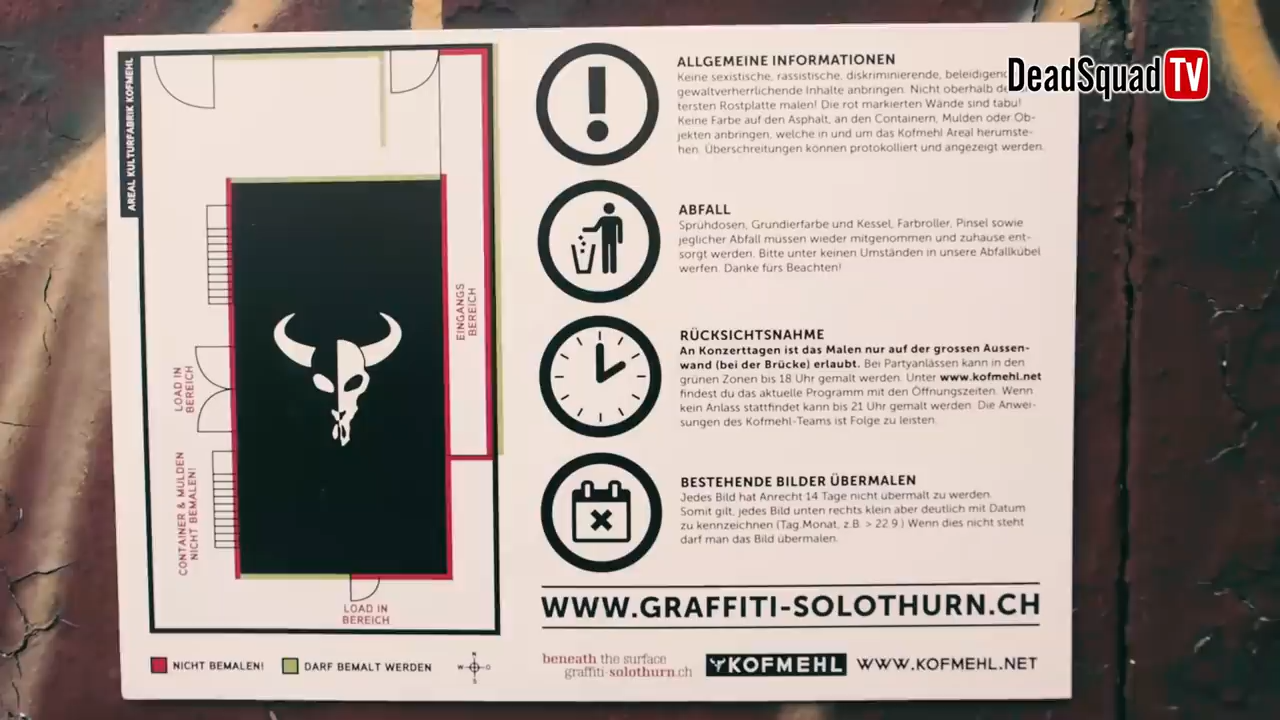 AREAL KULTURFABRIK KOFMEHL
EINGANGS
BEREICH
LOAD IN
BEREICH
CONTAINER & MULDEN
NICHT BEMALEN!
LOAD IN
BEREICH
NICHT BEMALEN!
DARF BEMALT WERDEN
N
W O
S
DeadSquad TV
ALLGEMEINE INFORMATIONEN
Keine sexistische, rassistische, diskriminierende,
gewaltverherrlichende Inhalte anbringen. Nicht oberhalb
tersten Rostplatte malen! Die rot markierten Wände sind tabu!
Keine Farbe auf den Asphalt, an den Containern, Mulden oder Ob-
jekten anbringen, welche in und um das Kofmehl Areal herumste-
hen. Überschreitungen können protokolliert und angezeigt werden.
ABFALL
Sprühdosen, Grundierfarbe und Kessel, Farbroller, Pinsel sowie
jeglicher Abfall müssen wieder mitgenommen und zuhause ent-
sorgt werden. Bitte unter keinen Umständen in unsere Abfallkübel
werfen. Danke fürs Beachten!
RÜCKSICHTSNAHME
An Konzerttagen ist das Malen nur auf der grossen Aussen-
wand (bei der Brücke) erlaubt. Bei Partyanlässen kann in den
grünen Zonen bis 18 Uhr gemalt werden. Unter www.kofmehl.net
findest du das aktuelle Programm mit den Öffnungszeiten. Wenn
kein Anlass stattfindet kann bis 21 Uhr gemalt werden. Die Anwei-
sungen des Kofmehl-Teams ist Folge zu leisten.
BESTEHENDE BILDER ÜBERMALEN
Jedes Bild hat Anrecht 14 Tage nicht übermalt zu werden.
Somit gilt, jedes Bild unten rechts klein aber deutlich mit Datum
zu kennzeichnen (Tag.Monat, z.B. > 22.9.) Wenn dies nicht steht
darf man das Bild übermalen.
WWW.GRAFFITI-SOLOTHURN.CH
beneath the surface
graffiti-solothurn.ch
KOFMEHL
WWW.KOFMEHL.NET